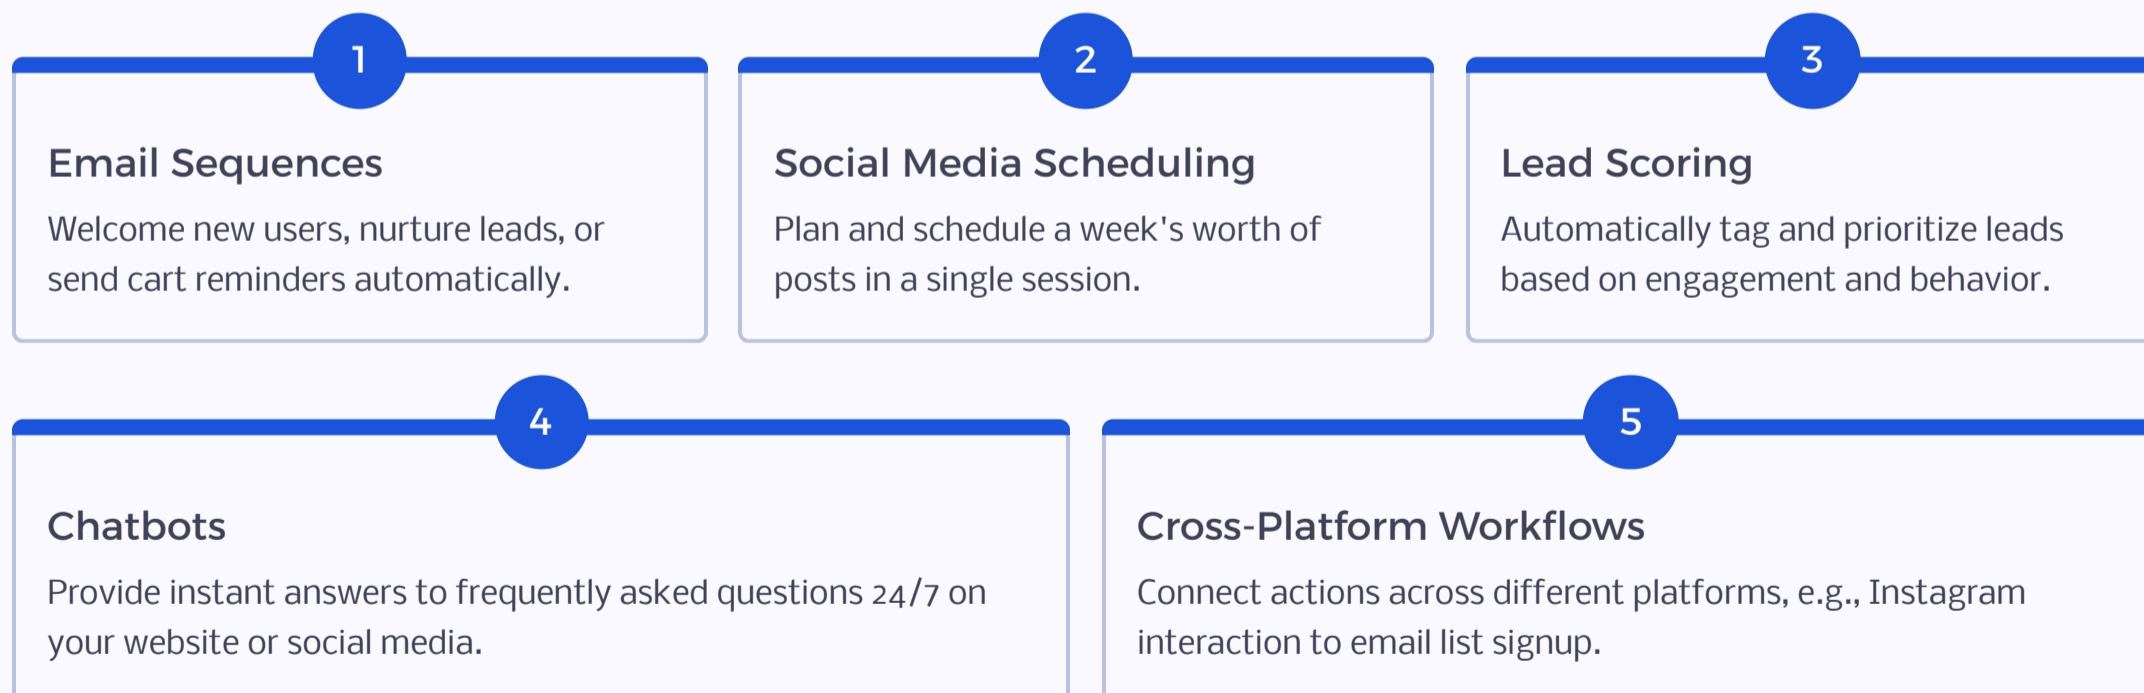 1
Email Sequences
Welcome new users, nurture leads, or
send cart reminders automatically.
2
Social Media Scheduling
Plan and schedule a week's worth of
posts in a single session.
3
Lead Scoring
Automatically tag and prioritize leads
based on engagement and behavior.
4
Chatbots
Provide instant answers to frequently asked questions 24/7 on
your website or social media.
5
Cross-Platform Workflows
Connect actions across different platforms, e.g., Instagram
interaction to email list signup.